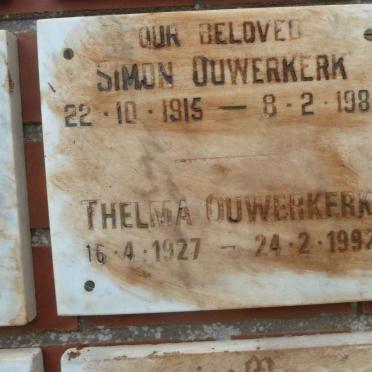 OUR BELOVED
SIMON OUWERKERK
22·10·1915 — 8·2·198
THELMA OUWERKERK
16·4·1927 — 24·2·1992